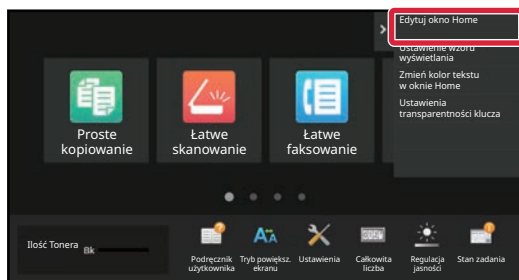 Edytuj okno Home
Ustawienie wzoru
wyświetlania
Zmień kolor tekstu
w oknie Home
Ustawienia
transparentności klucza
Proste
kopiowanie
Łatwe
skanowanie
Łatwe
faksowanie
Ilość Tonera
Bk
Podręcznik
użytkownika
Tryb powiększ.
ekranu
Ustawienia
Całkowita
liczba
Regulacja
jasności
Stan zadania